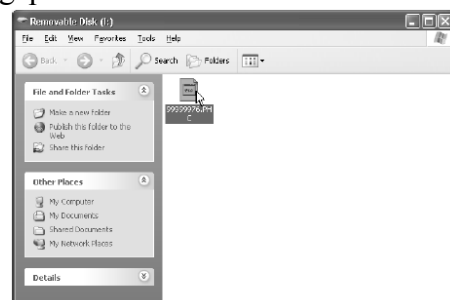 Removable Disk (I:)
File Edit View Favorites Tools Help
Back Search Folders
File and Folder Tasks
Make a new folder
Publish this folder to the
Web
Share this folder
Other Places
My Computer
My Documents
Shared Documents
My Network Places
Details
99999976.PH
C